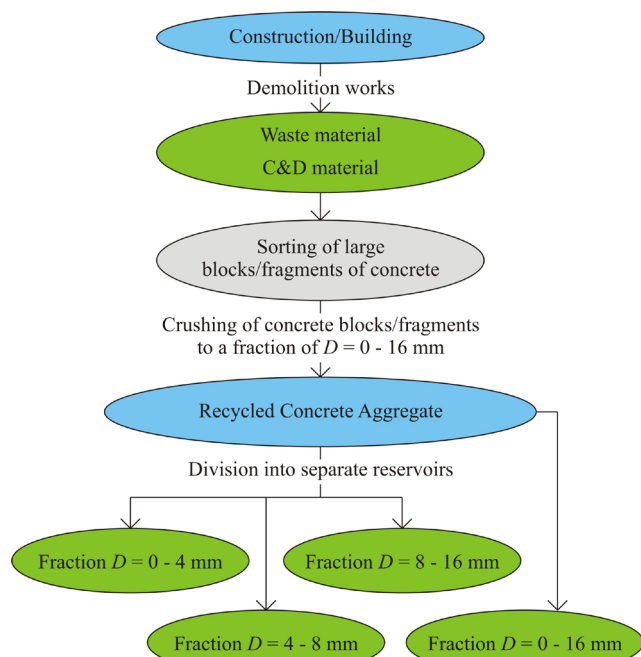 Construction/Building
Demolition works
Waste material
C&D material
Sorting of large
blocks/fragments of concrete
Crushing of concrete blocks/fragments
to a fraction of D = 0 - 16 mm
Recycled Concrete Aggregate
Division into separate reservoirs
Fraction D = 0 - 4 mm
Fraction D = 8 - 16 mm
Fraction D = 4 - 8 mm
Fraction D = 0 - 16 mm